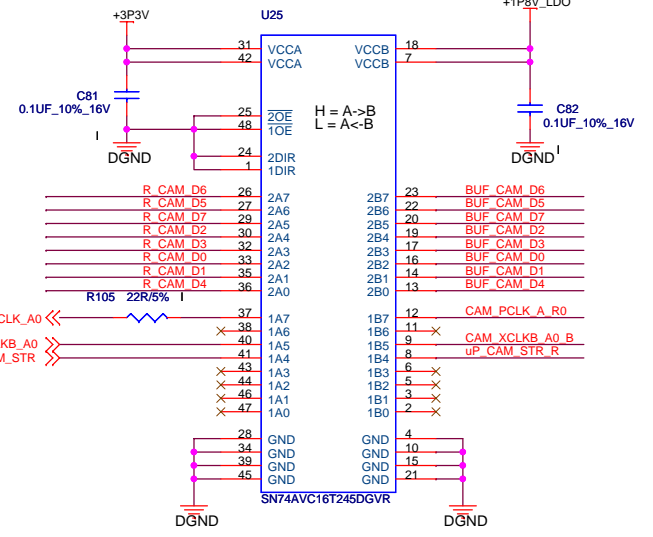 +3P3V
U25
+1P8V_LDO
31 VCCA VCCB 18
42 VCCA VCCB 7
C81
0.1UF_10%_16V
C82
0.1UF_10%_16V
25 2OE
48 1OE
H = A->B
L = A<-B
DGND
DGND
24 2DIR
1 1DIR
R_CAM_D6 26 2A7 2B7 23 BUF_CAM_D6
R_CAM_D5 27 2A6 2B6 22 BUF_CAM_D5
R_CAM_D7 29 2A5 2B5 20 BUF_CAM_D7
R_CAM_D2 30 2A4 2B4 19 BUF_CAM_D2
R_CAM_D3 32 2A3 2B3 17 BUF_CAM_D3
R_CAM_D0 33 2A2 2B2 16 BUF_CAM_D0
R_CAM_D1 35 2A1 2B1 14 BUF_CAM_D1
R_CAM_D4 36 2A0 2B0 13 BUF_CAM_D4
R105 22R/5%
CLK_A0 37 1A7 1B7 12 CAM_PCLK_A_R0
38 1A6 1B6 11
KB_A0 40 1A5 1B5 9 CAM_XCLKB_A0_B
M_STR 41 1A4 1B4 8 uP_CAM_STR_R
43 1A3 1B3 6
44 1A2 1B2 5
46 1A1 1B1 3
47 1A0 1B0 2
28 GND GND 4
34 GND GND 10
39 GND GND 15
45 GND GND 21
SN74AVC16T245DGVR
DGND
DGND